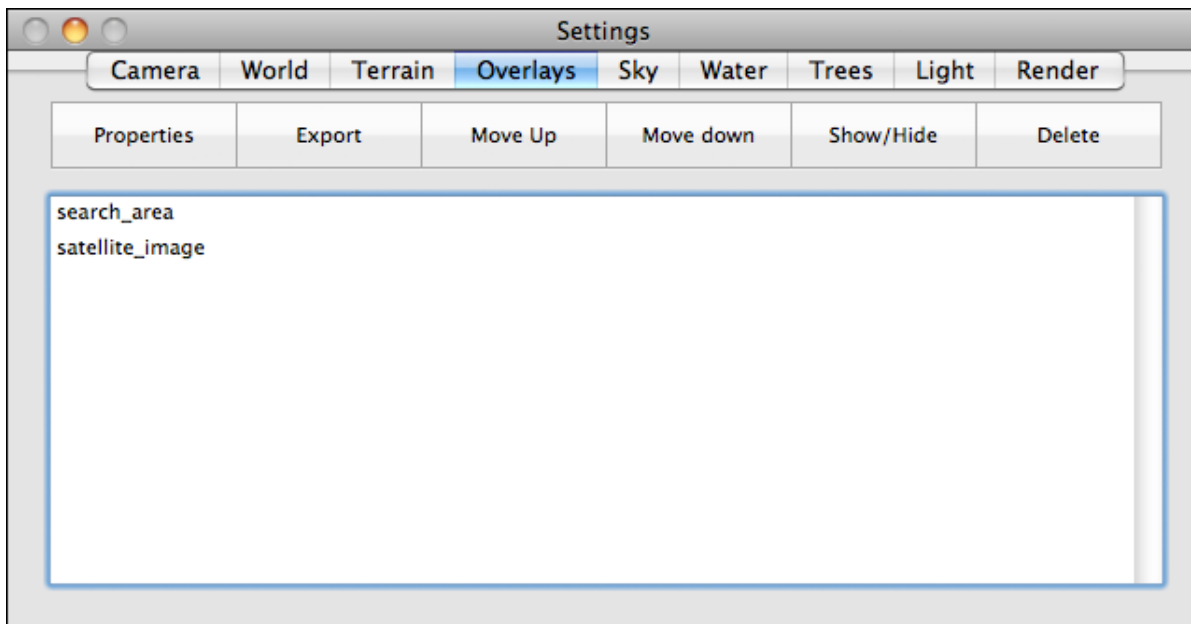 Settings
Camera World Terrain Overlays Sky Water Trees Light Render
Properties Export Move Up Move down Show/Hide Delete
search_area
satellite_image